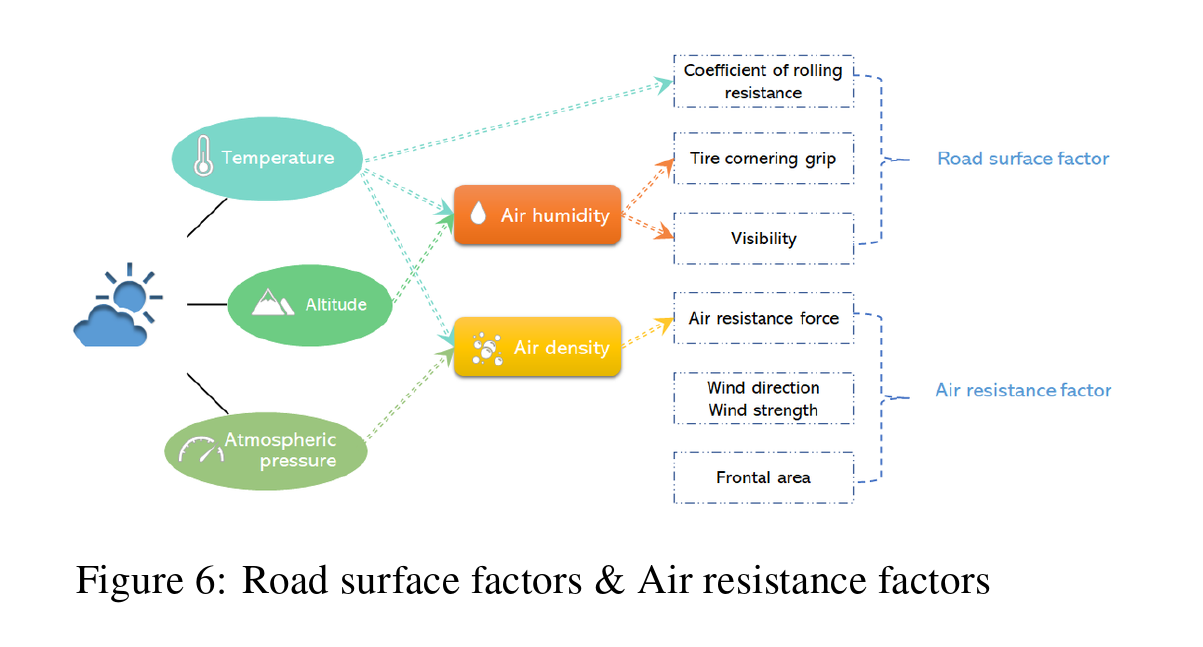 Coefficient of rolling
resistance
Temperature
Tire cornering grip
Road surface factor
Air humidity
Visibility
Altitude
Air resistance force
Air density
Wind direction
Wind strength
Air resistance factor
Atmospheric
pressure
Frontal area
Figure 6: Road surface factors & Air resistance factors